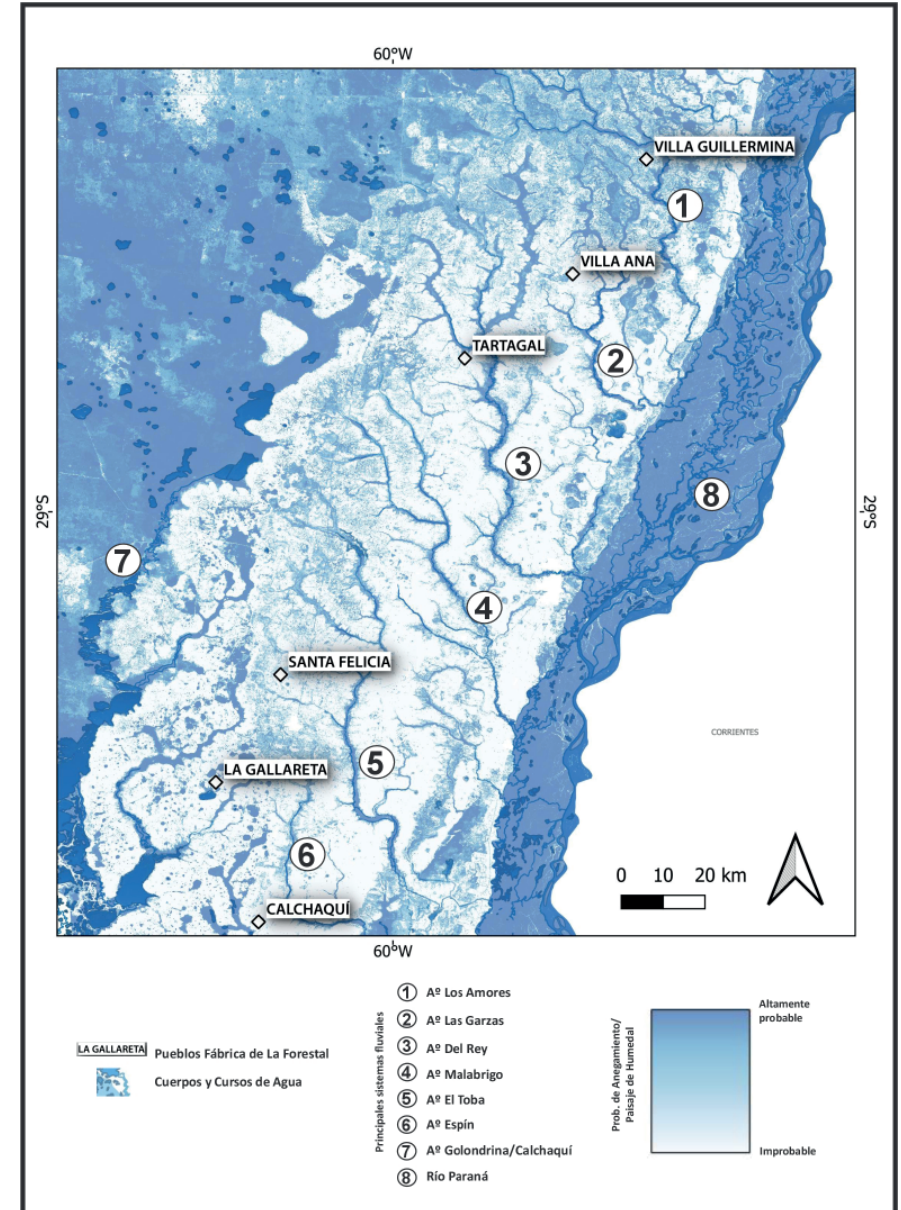 60°W
VILLA GUILLERMINA
1
VILLA ANA
TARTAGAL
2
3
8
29°S
29°S
7
4
SANTA FELICIA
CORRIENTES
5
LA GALLARETA
6
0 10 20 km
CALCHAQUÍ
60°W
LA GALLARETA Pueblos Fábrica de La Forestal
Cuerpos y Cursos de Agua
Principales sistemas fluviales
1 Aº Los Amores
2 Aº Las Garzas
3 Aº Del Rey
4 Aº Malabrigo
5 Aº El Toba
6 Aº Espín
7 Aº Golondrina/Calchaquí
8 Río Paraná
Prob. de Anegamiento/
Paisaje de Humedal
Altamente
probable
Improbable